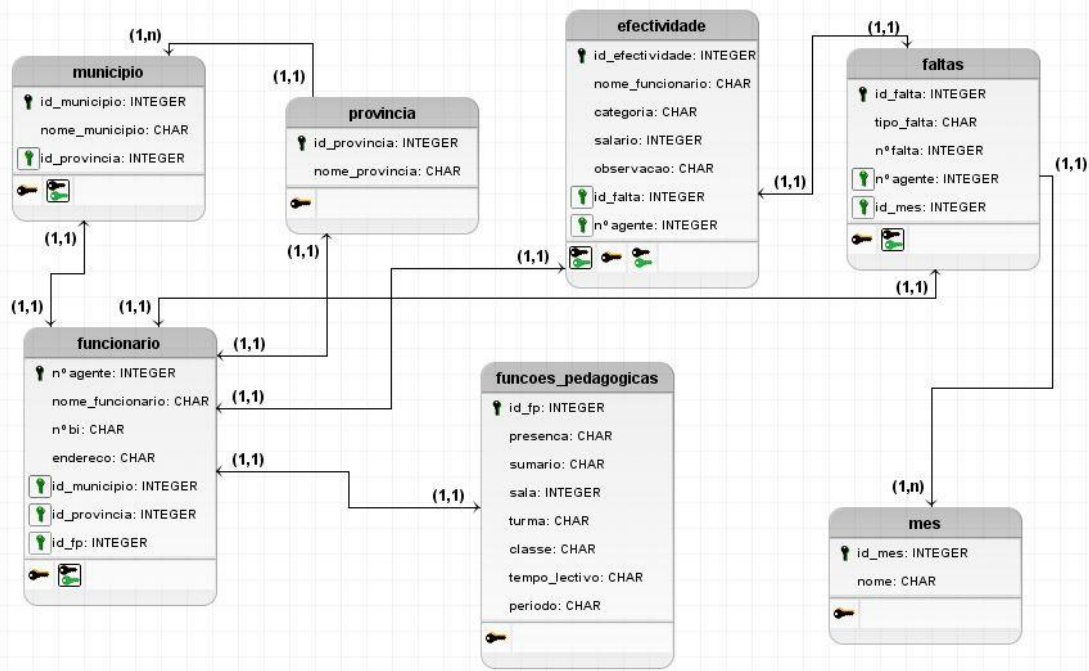 (1,n)
municipio
id_municipio: INTEGER
nome_municipio: CHAR
id_provincia: INTEGER
(1,1)
provincia
id_provincia: INTEGER
nome_provincia: CHAR
efectividade
id_efectividade: INTEGER
nome_funcionario: CHAR
categoria: CHAR
salario: INTEGER
observacao: CHAR
id_falta: INTEGER
nº agente: INTEGER
(1,1)
(1,1)
faltas
id_falta: INTEGER
tipo_falta: CHAR
nº falta: INTEGER
nº agente: INTEGER
id_mes: INTEGER
(1,1)
(1,1)
(1,1)
(1,1)
(1,1)
(1,1)
(1,1)
funcionario
nº agente: INTEGER
nome_funcionario: CHAR
nº bi: CHAR
endereco: CHAR
id_municipio: INTEGER
id_provincia: INTEGER
id_fp: INTEGER
(1,1)
(1,1)
(1,1)
(1,1)
funcoes_pedagogicas
id_fp: INTEGER
presenca: CHAR
sumario: CHAR
sala: INTEGER
turma: CHAR
classe: CHAR
tempo_lectivo: CHAR
periodo: CHAR
(1,n)
mes
id_mes: INTEGER
nome: CHAR